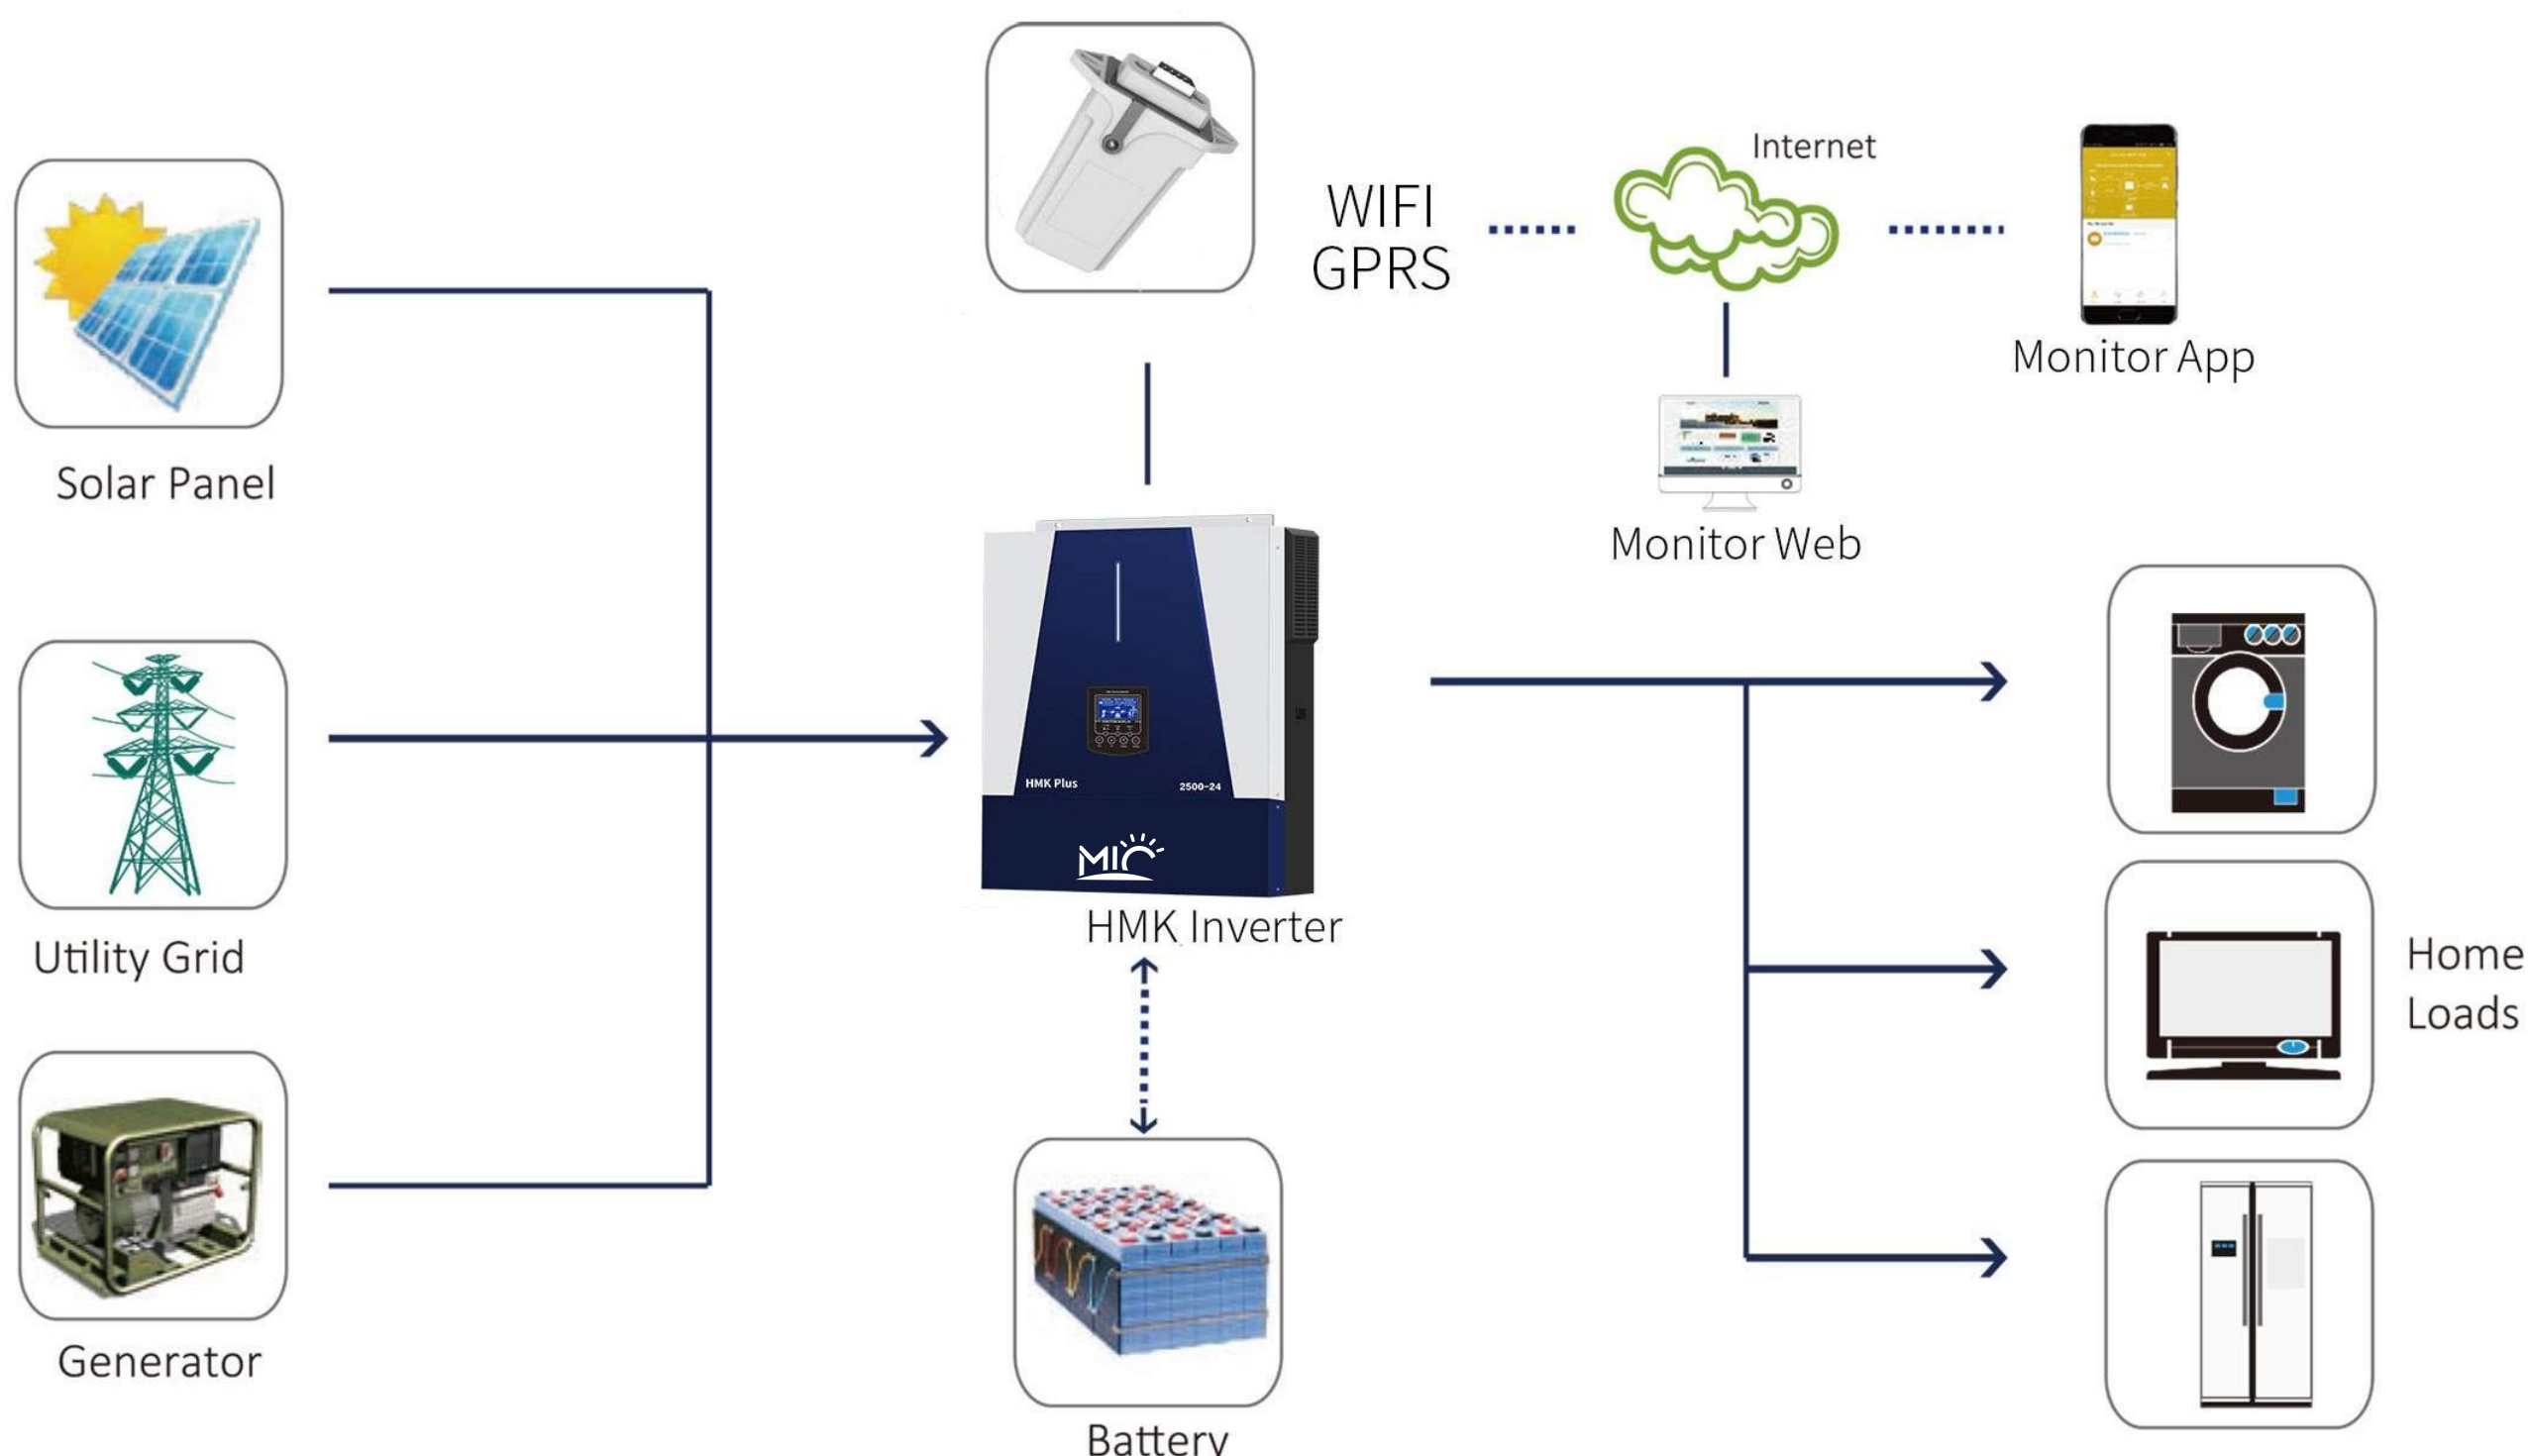 WIFI
GPRS
Internet
Monitor App
Monitor Web
Solar Panel
Utility Grid
Generator
HMK Plus
2500-24
MIC
HMK Inverter
Battery
Home
Loads